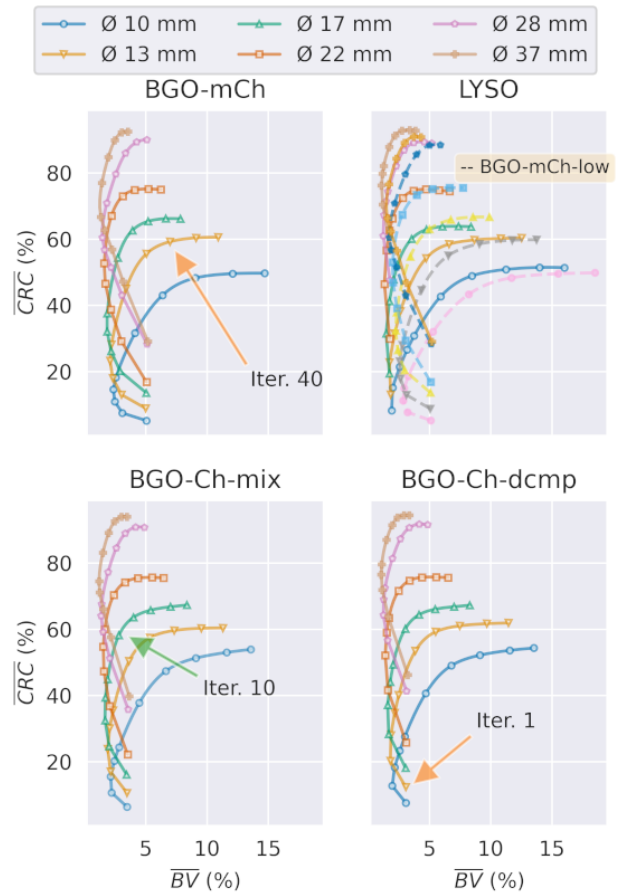 Ø 10 mm Ø 17 mm Ø 28 mm
Ø 13 mm Ø 22 mm Ø 37 mm
BGO-mCh LYSO
80
60
40
20
CRC (%)
Iter. 40
-- BGO-mCh-low
BGO-Ch-mix BGO-Ch-dcmp
80
60
40
20
CRC (%)
Iter. 10
Iter. 1
5 10 15 5 10 15
BV (%) BV (%)